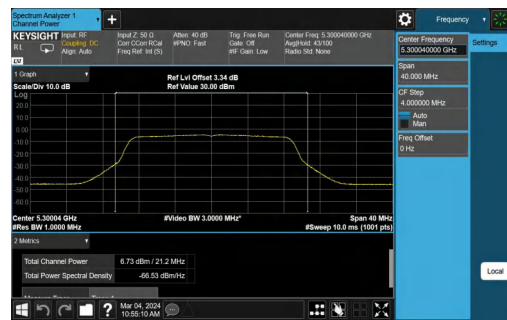 Spectrum Analyzer 1
Channel Power
+
Frequency
KEYSIGHT Input: RF
RL
Coupling: DC
Align: Auto
Input Z: 50 Ω
Corr CCorr RCal
Freq Ref: Int (S)
Atten: 40 dB
#PNO: Fast
Trig: Free Run
Gate: Off
#IF Gain: Low
Center Freq: 5.300040000 GHz
Avg|Hold: 43/100
Radio Std: None
LVI
Center Frequency
5.300040000 GHz
Settings
Span
40.000 MHz
CF Step
4.000000 MHz
Auto
Man
Freq Offset
0 Hz
1 Graph
Scale/Div 10.0 dB
Ref Lvl Offset 3.34 dB
Ref Value 30.00 dBm
Log
20.0
10.0
0.00
-10.0
-20.0
-30.0
-40.0
-50.0
-60.0
Center 5.30004 GHz
#Res BW 1.0000 MHz
#Video BW 3.0000 MHz*
Span 40 MHz
#Sweep 10.0 ms (1001 pts)
2 Metrics
Total Channel Power 6.73 dBm / 21.2 MHz
Total Power Spectral Density -66.53 dBm/Hz
Local
?
Mar 04, 2024
10:55:10 AM